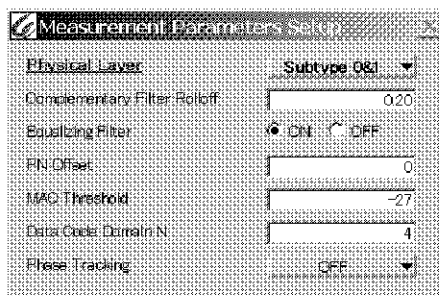 Measurement Parameters Setup
Physical Layer Subtype 0&1
Complementary Filter Rolloff 0.20
Equalizing Filter ON OFF
PN Offset 0
MAC Threshold -27
Data Code Domain N 4
Phase Tracking OFF